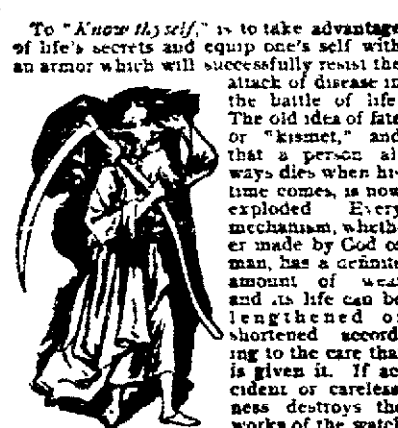 To "Know thyself," is to take advantage
of life's secrets and equip one's self with
an armor which will successfully resist the
attack of disease in
the battle of life
The old idea of fate
or "kismet," and
that a person al
ways dies when his
time comes, is now
exploded Every
mechanism, wheth
er made by God or
man, has a definite
amount of wear
and its life can be
lengthened or
shortened accord
ing to the care that
is given it. If ac
cident or careless
ness destroys the
works of the watch